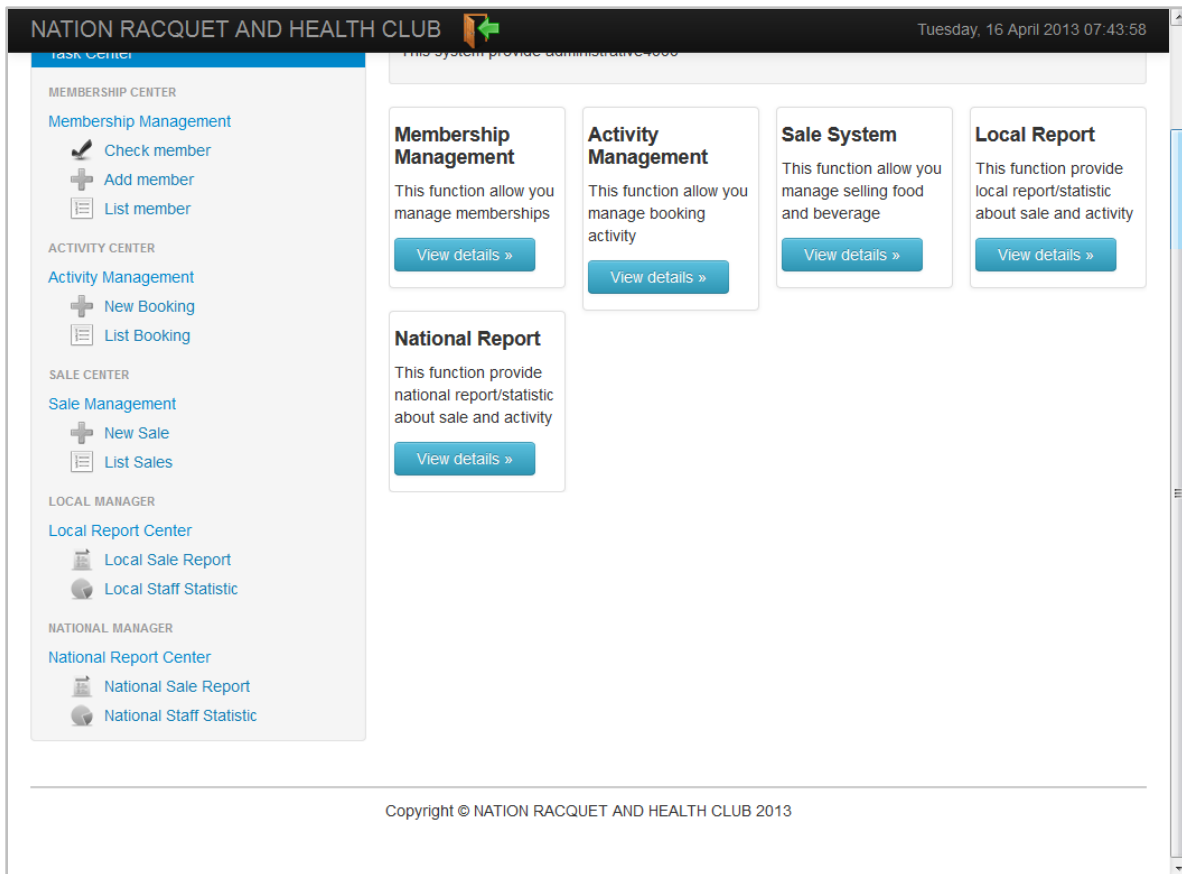 NATION RACQUET AND HEALTH CLUB
Tuesday, 16 April 2013 07:43:58
Task Center
MEMBERSHIP CENTER
Membership Management
Check member
Add member
List member
ACTIVITY CENTER
Activity Management
New Booking
List Booking
SALE CENTER
Sale Management
New Sale
List Sales
LOCAL MANAGER
Local Report Center
Local Sale Report
Local Staff Statistic
NATIONAL MANAGER
National Report Center
National Sale Report
National Staff Statistic
This system provide administrative4000
Membership
Management
This function allow you
manage memberships
View details »
Activity
Management
This function allow you
manage booking
activity
View details »
Sale System
This function allow you
manage selling food
and beverage
View details »
Local Report
This function provide
local report/statistic
about sale and activity
View details »
National Report
This function provide
national report/statistic
about sale and activity
View details »
Copyright © NATION RACQUET AND HEALTH CLUB 2013